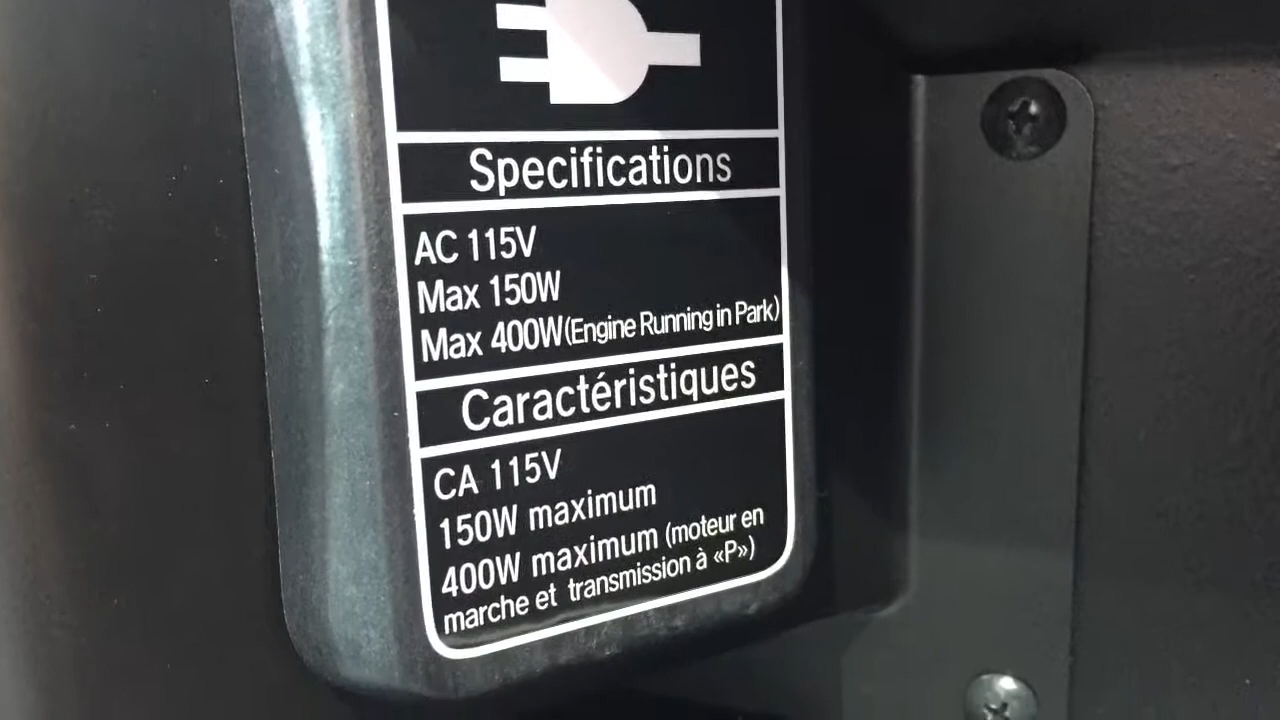 Specifications
AC 115V
Max 150W
Max 400W(Engine Running in Park)
Caractéristiques
CA 115V
150W maximum
400W maximum (moteur en
marche et transmission à «P»)